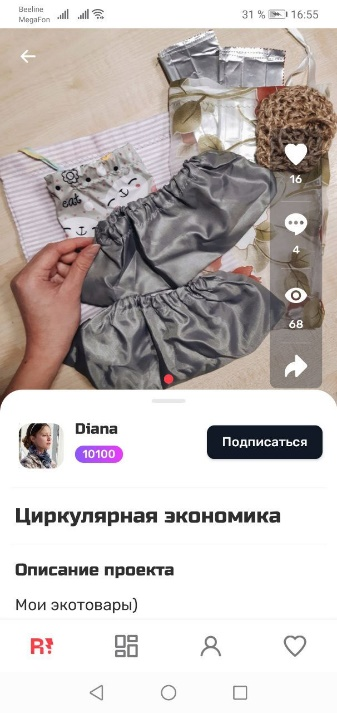 Beeline
MegaFon
31 %
16:55
eat
16
4
68
Diana
10100
Подписаться
Циркулярная экономика
Описание проекта
Мои экотовары)
R!